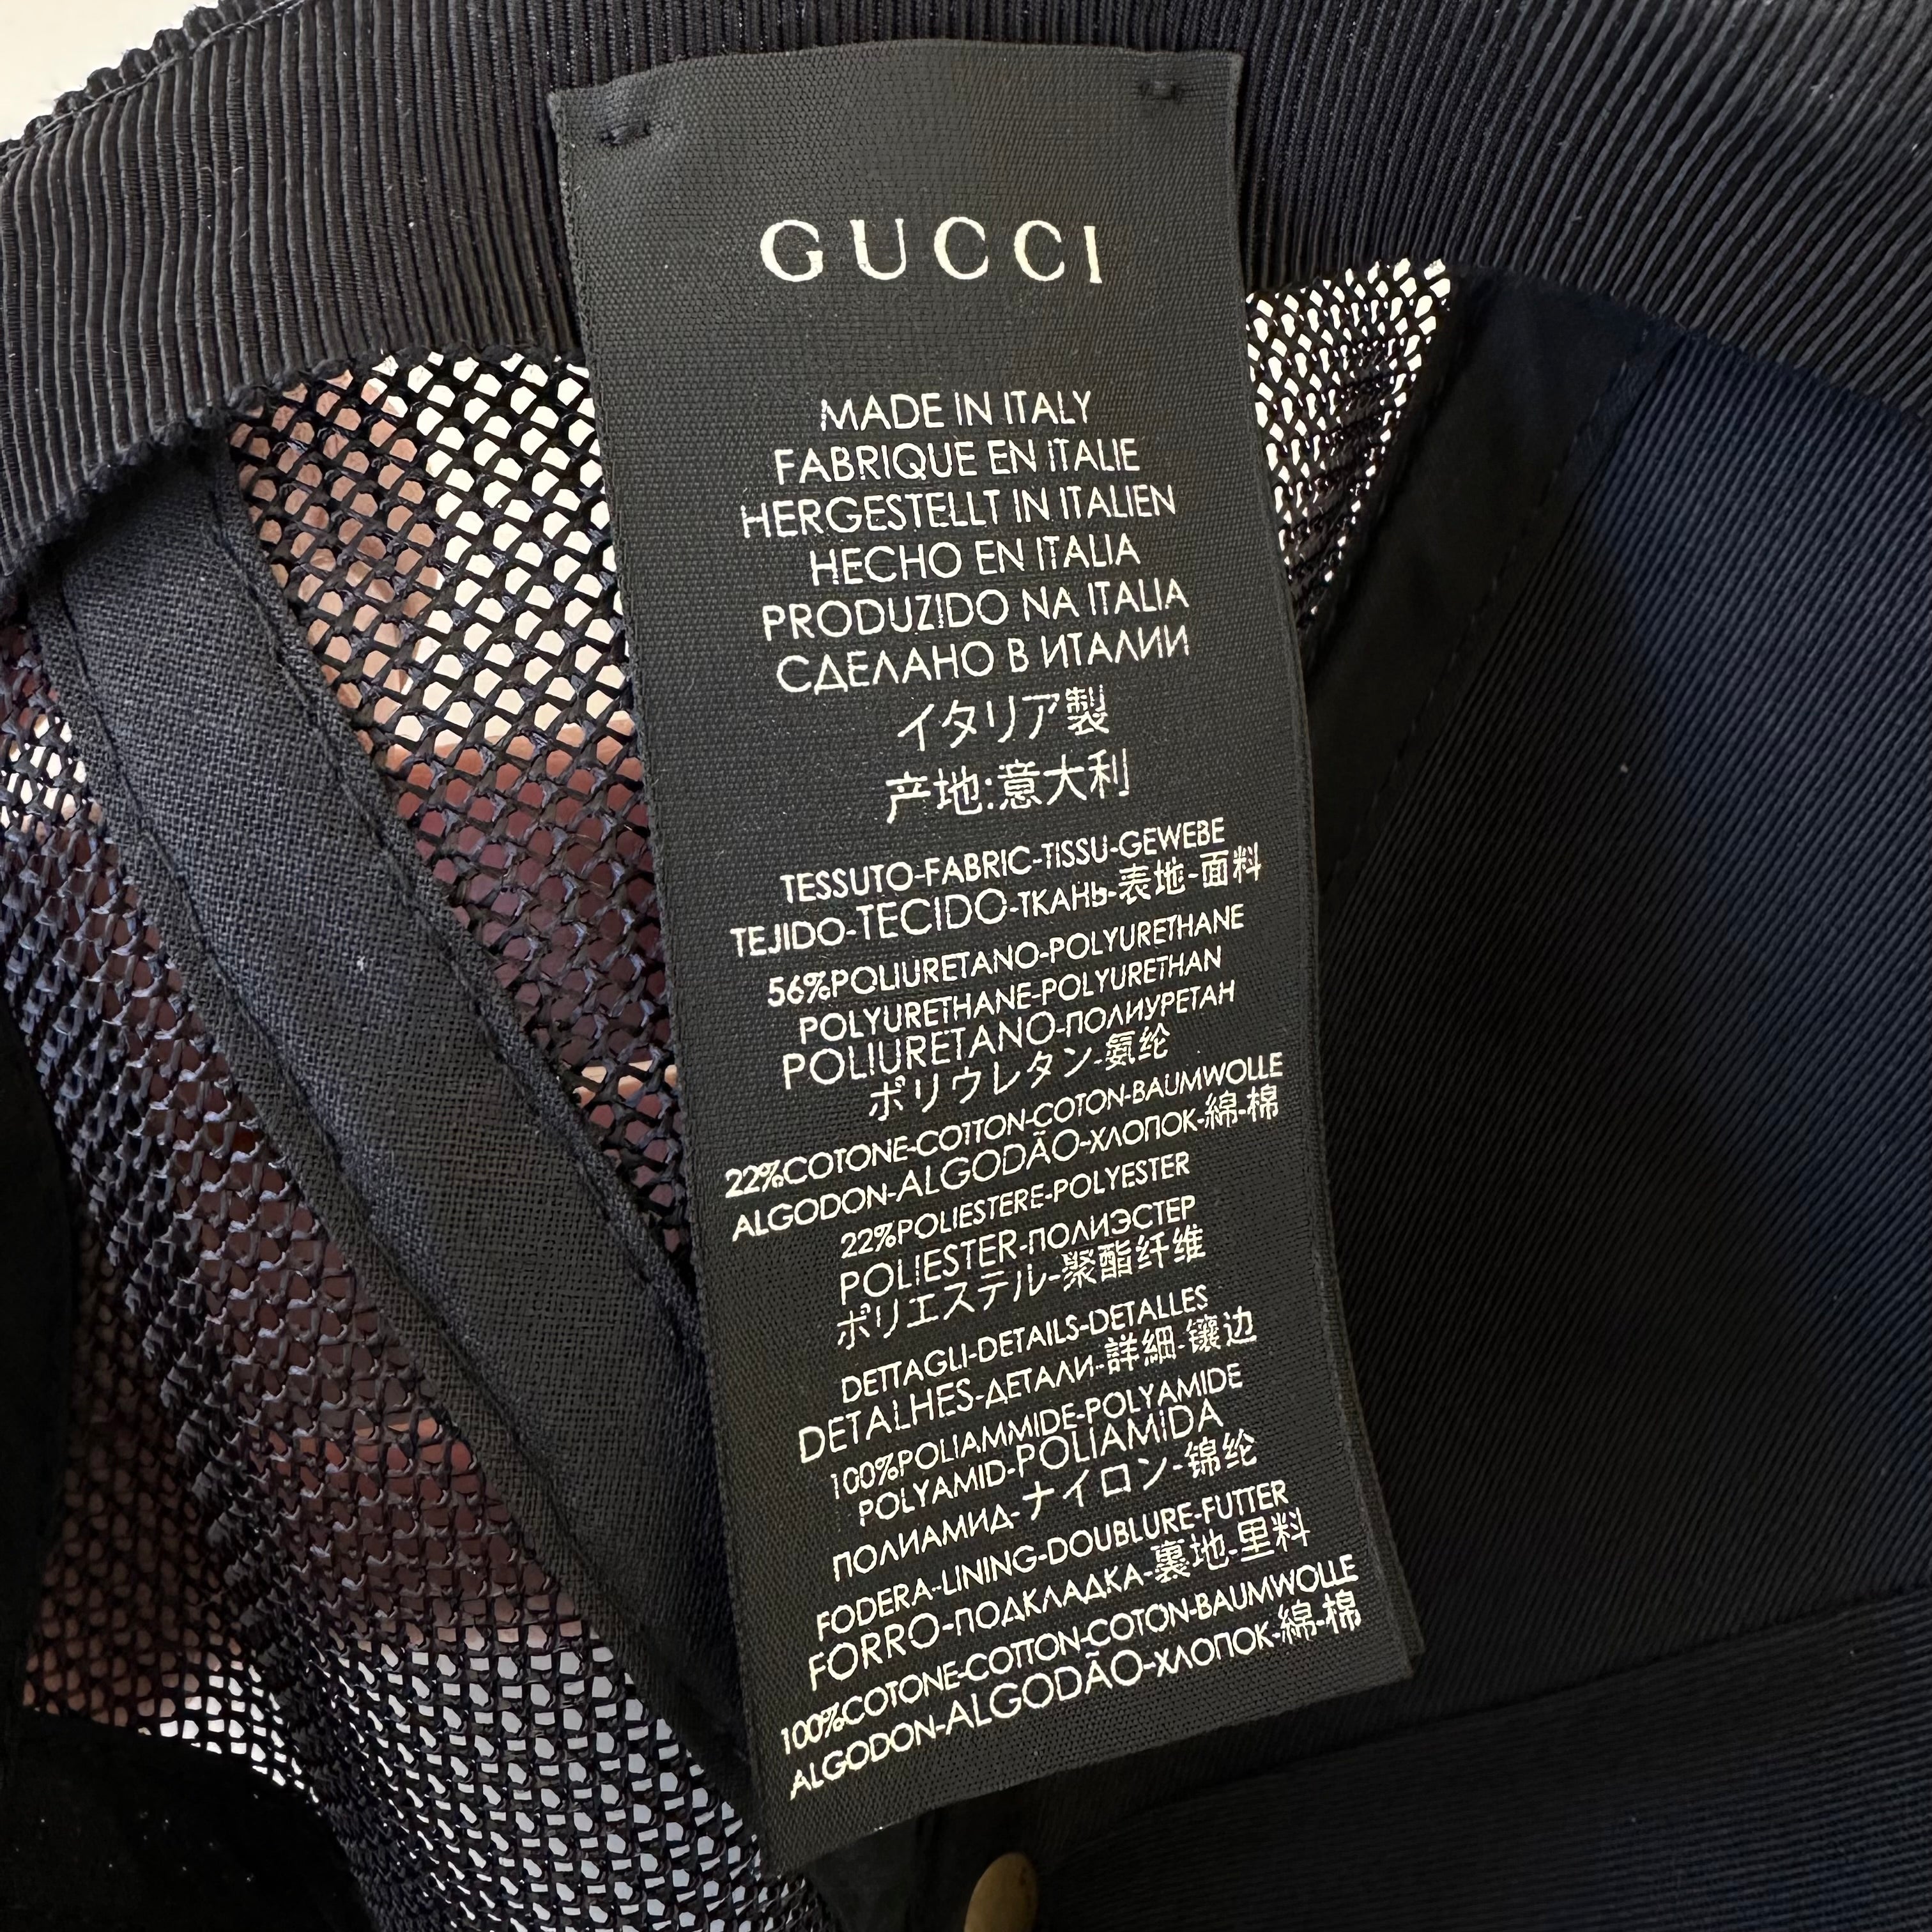 GUCCI
MADE IN ITALY
FABRIQUE EN ITALIE
HERGESTELLT IN ITALIEN
HECHO EN ITALIA
PRODUZIDO NA ITALIA
СДЕЛАНО В ИТАЛИИ
イタリア製
产地:意大利
TESSUTO-FABRIC-TISSU-GEWEBE
TEJIDO-TECIDO-ТКАНЬ-表地-面料
56%POLIURETANO-POLYURETHANE
POLYURETHANE-POLYURETHAN
POLIURETANO-ПОЛИУРЕТАН
ポリウレタン-氨纶
22%COTONE-COTTON-COTON-BAUMWOLLE
ALGODON-ALGODÃO-ХЛОПОК-綿-棉
22%POLIESTERE-POLYESTER
POLIESTER-ПОЛИЭСТЕР
ポリエステル-聚酯纤维
DETTAGLI-DETAILS-DETALLES
DETALHES-ДЕТАЛИ-詳細-镶边
100%POLIAMMIDE-POLYAMIDE
POLYAMID-POLIAMIDA
ПОЛИАМИД-ナイロン-锦纶
FODERA-LINING-DOUBLURE-FUTTER
FORRO-ПОДКЛАДКА-裏地-里料
100%COTONE-COTTON-COTON-BAUMWOLLE
ALGODON-ALGODÃO-ХЛОПОК-綿-棉